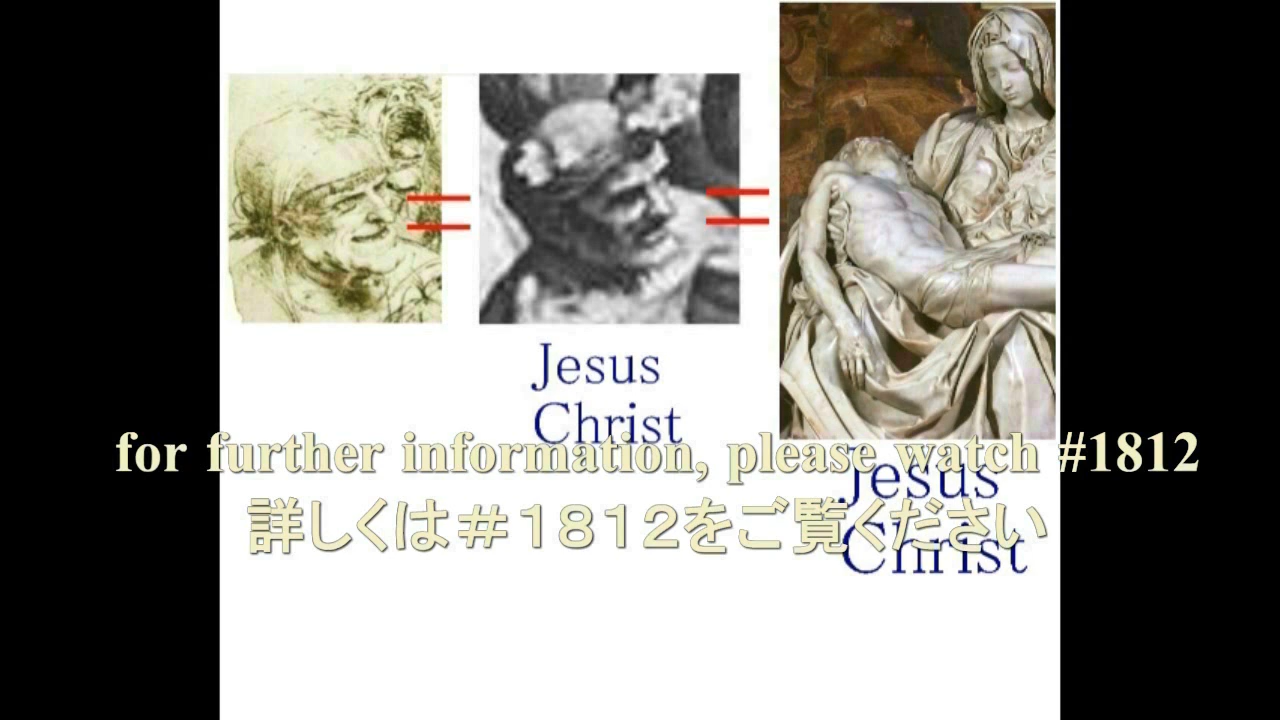 Jesus
Christ
for further information, please watch #1812
Jesus
詳しくは＃１８１２をご覧ください
Christ